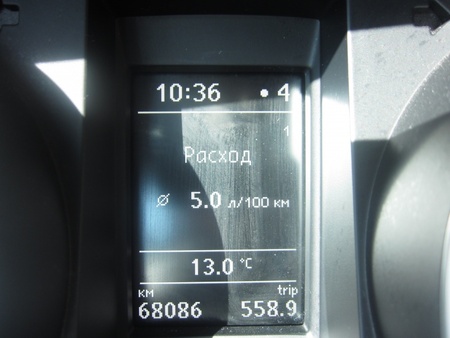 10:36 • 4
1
Расход
⌀ 5.0 л/100 км
13.0 °C
км trip
68086 558.9